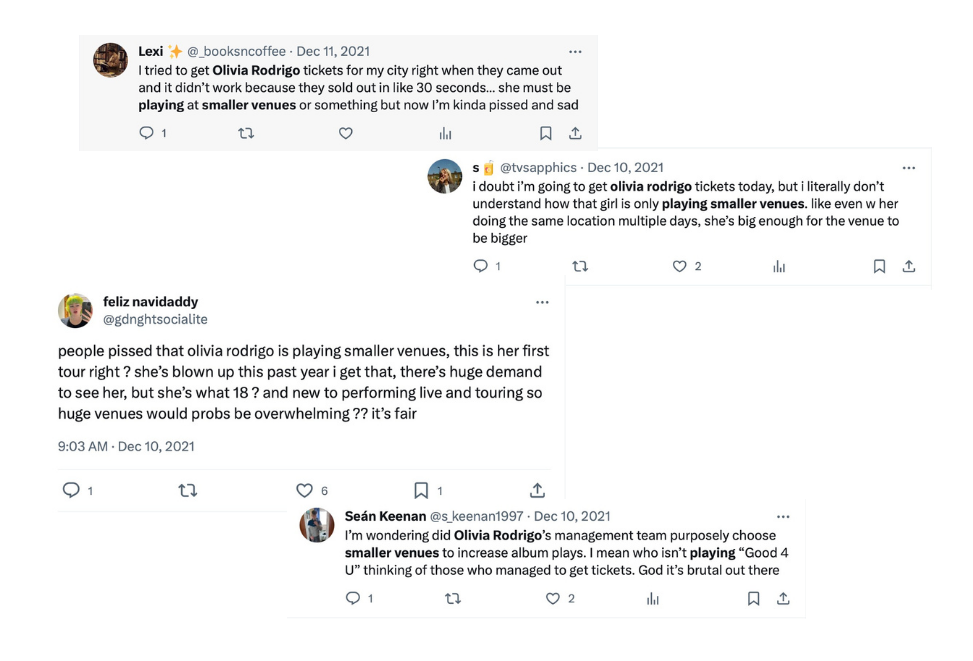 Lexi ✨ @_booksncoffee · Dec 11, 2021
I tried to get Olivia Rodrigo tickets for my city right when they came out
and it didn't work because they sold out in like 30 seconds... she must be
playing at smaller venues or something but now I'm kinda pissed and sad
1
s 🍺 @tvsapphics · Dec 10, 2021
i doubt i'm going to get olivia rodrigo tickets today, but i literally don't
understand how that girl is only playing smaller venues. like even w her
doing the same location multiple days, she's big enough for the venue to
be bigger
1 2
feliz navidaddy
@gdnghtsocialite
people pissed that olivia rodrigo is playing smaller venues, this is her first
tour right ? she's blown up this past year i get that, there's huge demand
to see her, but she's what 18 ? and new to performing live and touring so
huge venues would probs be overwhelming ?? it's fair
9:03 AM · Dec 10, 2021
1 6 1
Seán Keenan @s_keenan1997 · Dec 10, 2021
I'm wondering did Olivia Rodrigo's management team purposely choose
smaller venues to increase album plays. I mean who isn't playing "Good 4
U" thinking of those who managed to get tickets. God it's brutal out there
1 2